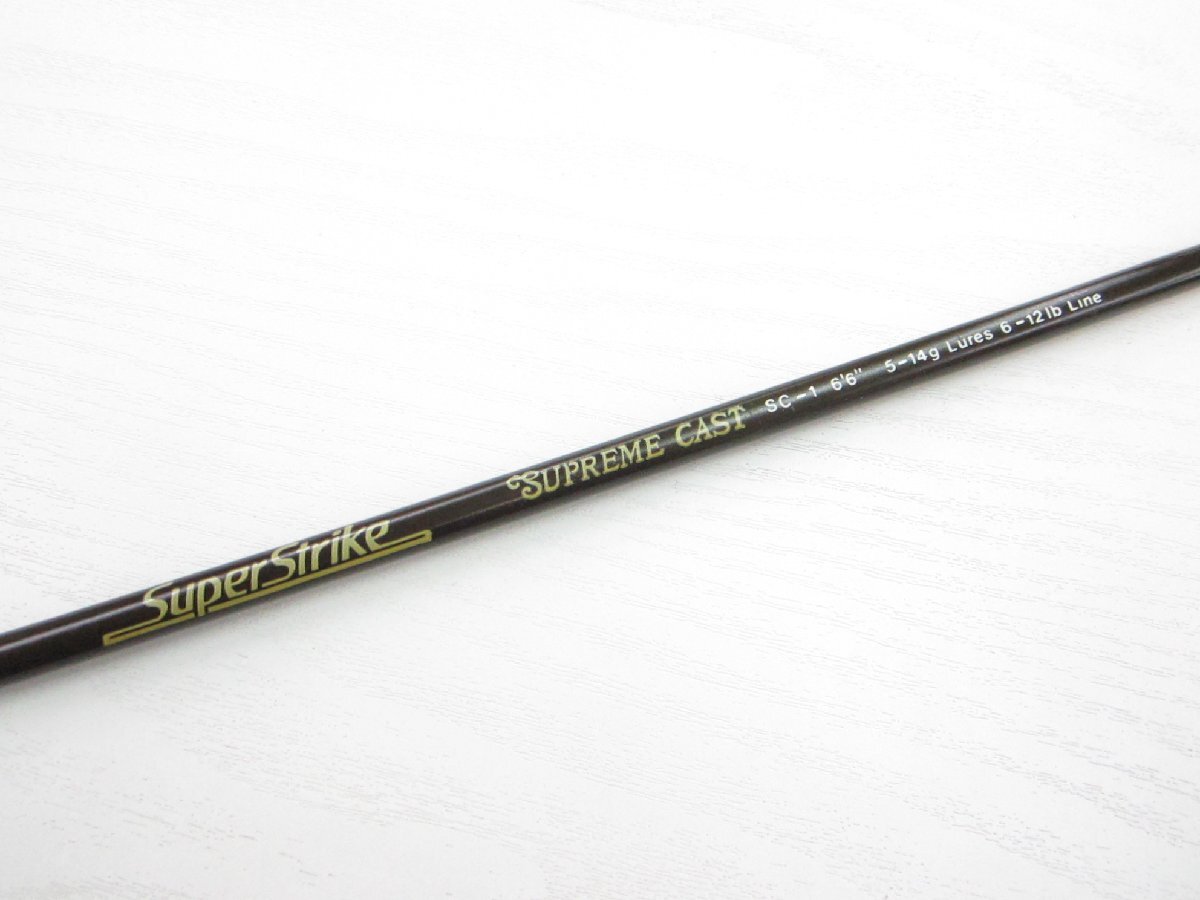 SuperStrike
SUPREME CAST SC-1 6'6" 5-14g Lures 6-12lb Line